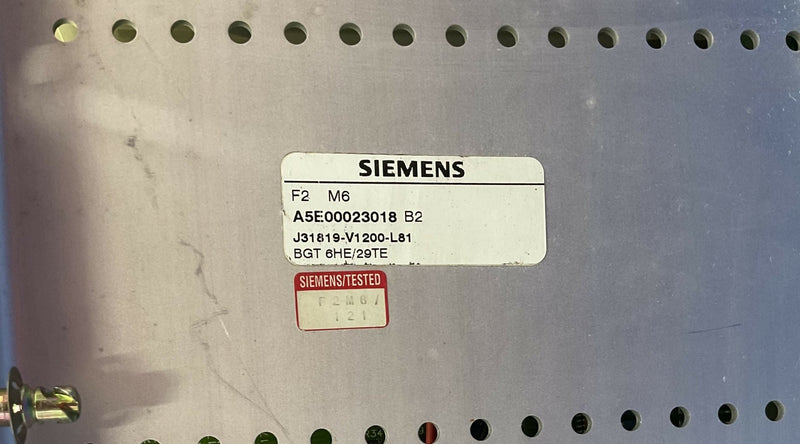 SIEMENS
F2 M6
A5E00023018 B2
J31819-V1200-L81
BGT 6HE/29TE
SIEMENS/TESTED
F2M6/
121